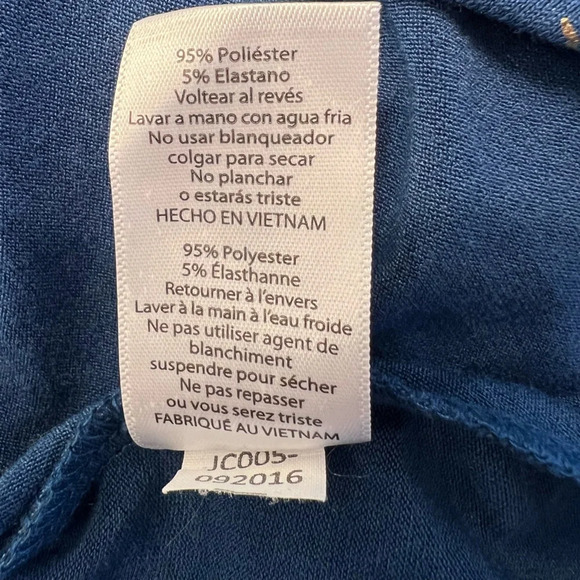 95% Poliéster
5% Elastano
Voltear al revés
Lavar a mano con agua fria
No usar blanqueador
colgar para secar
No planchar
o estarás triste
HECHO EN VIETNAM
95% Polyester
5% Élasthanne
Retourner à l'envers
Laver à la main à l'eau froide
Ne pas utiliser agent de
blanchiment
suspendre pour sécher
Ne pas repasser
ou vous serez triste
FABRIQUÉ AU VIETNAM
JC005-
092016